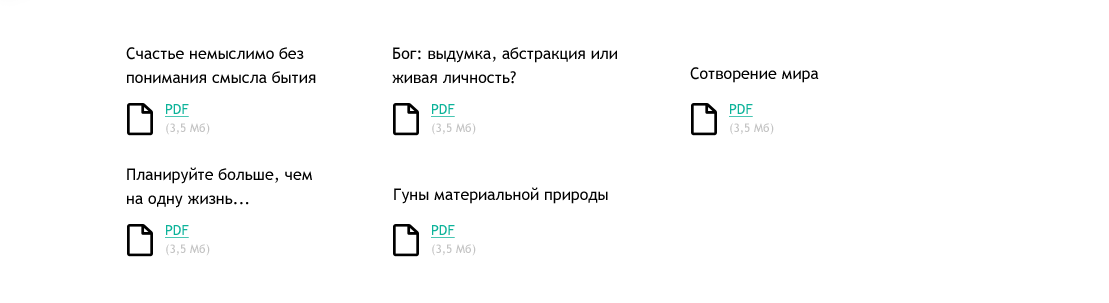 Счастье немыслимо без
понимания смысла бытия
PDF
(3,5 Мб)
Бог: выдумка, абстракция или
живая личность?
PDF
(3,5 Мб)
Сотворение мира
PDF
(3,5 Мб)
Планируйте больше, чем
на одну жизнь...
PDF
(3,5 Мб)
Гуны материальной природы
PDF
(3,5 Мб)